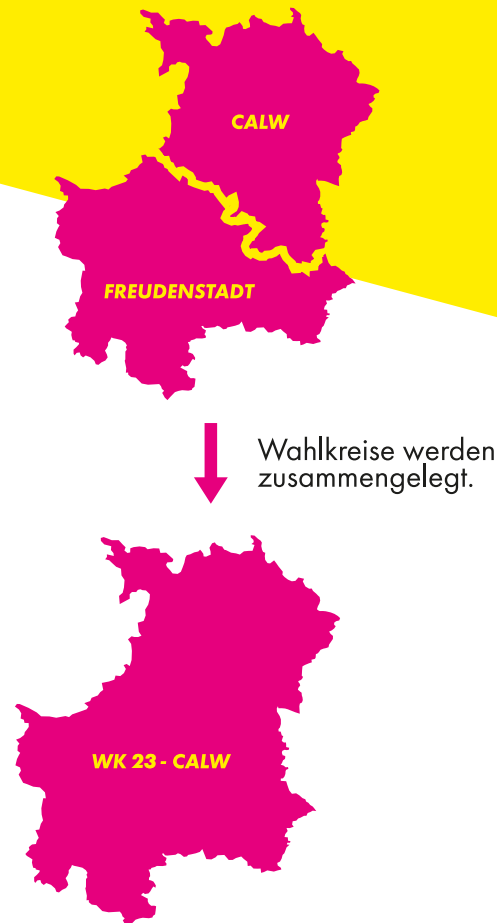 CALW
FREUDENSTADT
Wahlkreise werden
zusammengelegt.
WK 23 - CALW